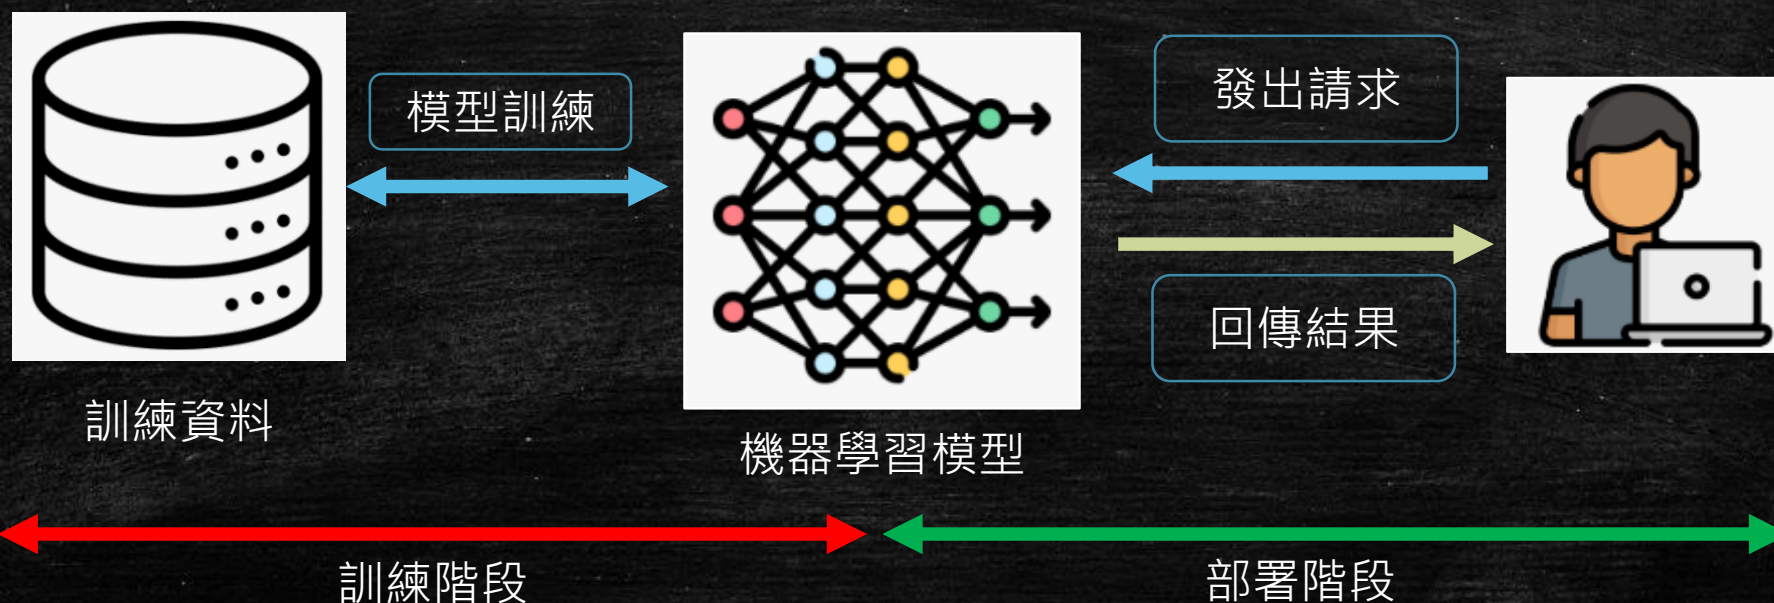 模型訓練
發出請求
回傳結果
訓練資料
機器學習模型
訓練階段
部署階段